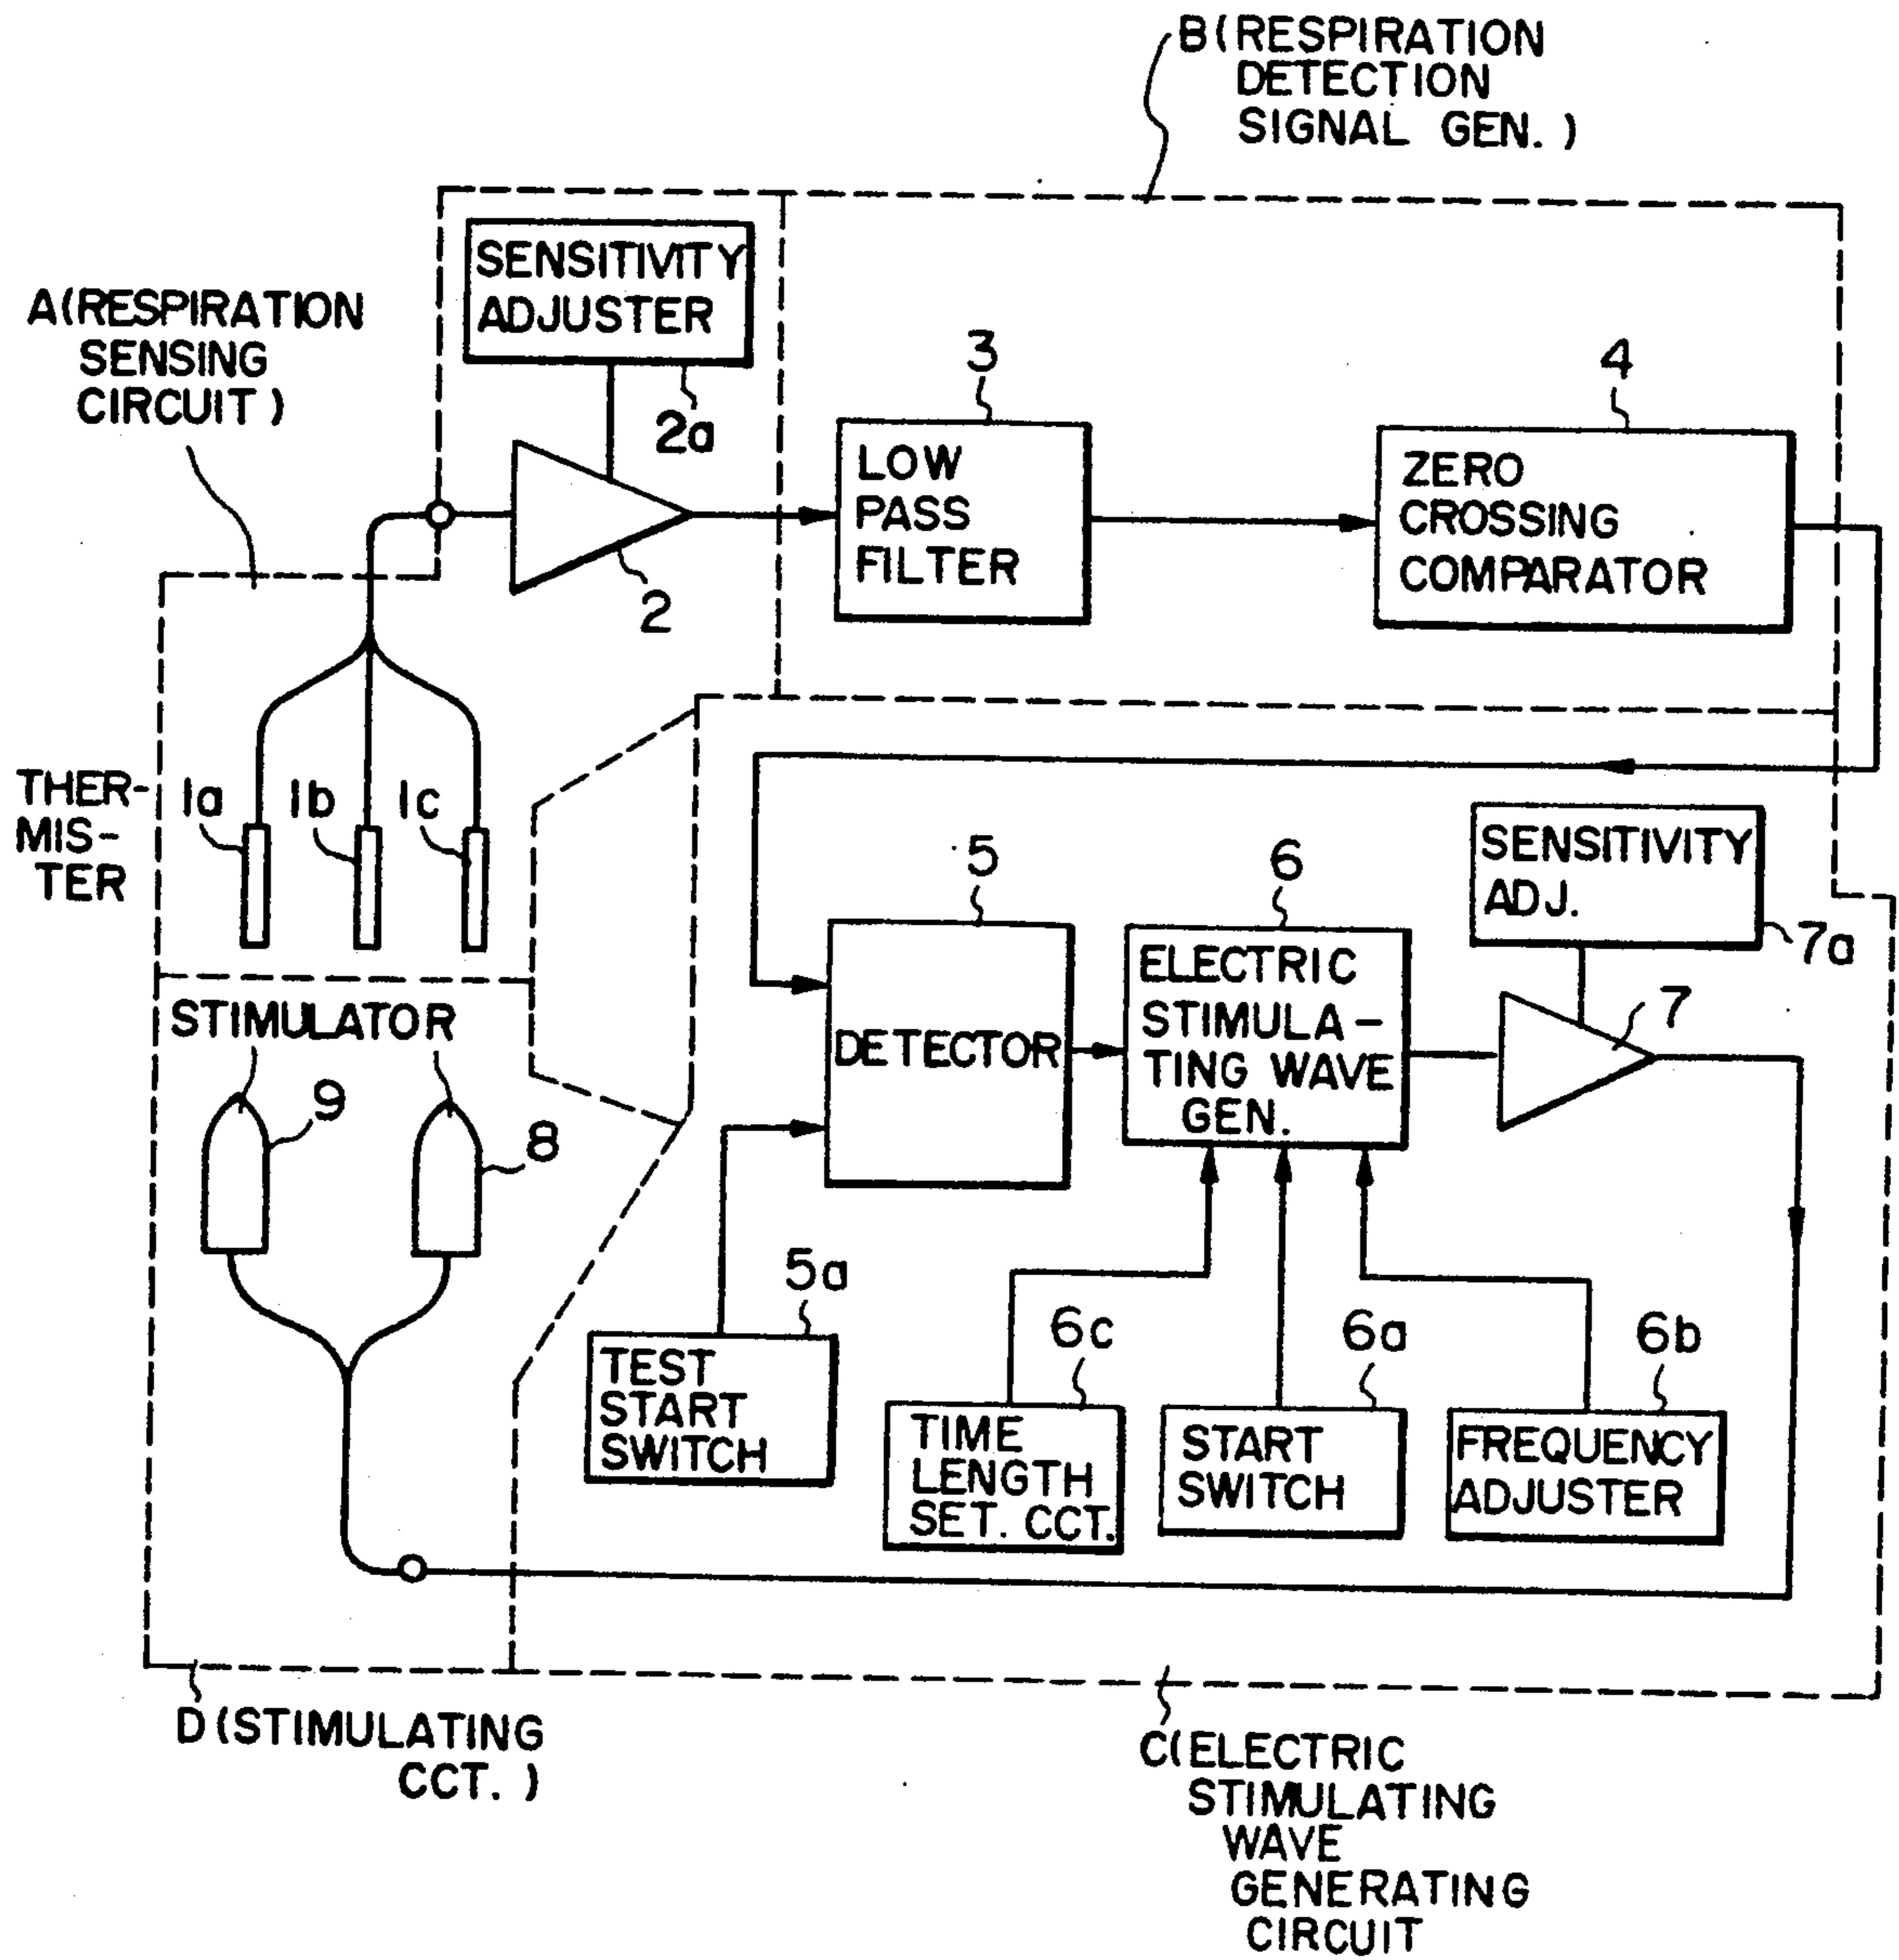 B(RESPIRATION
DETECTION
SIGNAL GEN.)
SENSITIVITY
ADJUSTER
2a
A(RESPIRATION
SENSING
CIRCUIT)
3
4
LOW
PASS
FILTER
ZERO
CROSSING
COMPARATOR
2
THER-
MIS-
TER
1a
1b
1c
SENSITIVITY
ADJ.
7a
5
6
DETECTOR
ELECTRIC
STIMULA-
TING WAVE
GEN.
7
STIMULATOR
9
8
5a
TEST
START
SWITCH
6c
6a
6b
TIME
LENGTH
SET. CCT.
START
SWITCH
FREQUENCY
ADJUSTER
D(STIMULATING
CCT.)
C(ELECTRIC
STIMULATING
WAVE
GENERATING
CIRCUIT